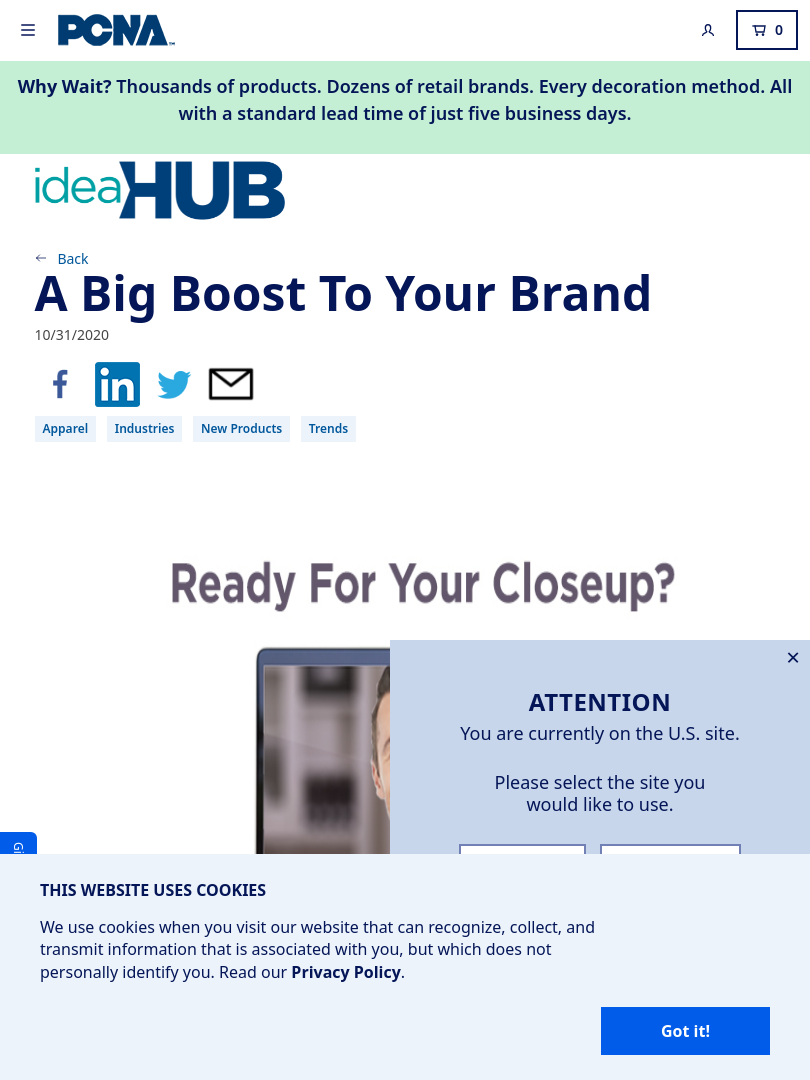 PCNA
0
Why Wait? Thousands of products. Dozens of retail brands. Every decoration method. All
with a standard lead time of just five business days.
ideaHUB
Back
A Big Boost To Your Brand
10/31/2020
Apparel
Industries
New Products
Trends
Ready For Your Closeup?
ATTENTION
You are currently on the U.S. site.
Please select the site you
would like to use.
THIS WEBSITE USES COOKIES
We use cookies when you visit our website that can recognize, collect, and
transmit information that is associated with you, but which does not
personally identify you. Read our Privacy Policy.
Got it!